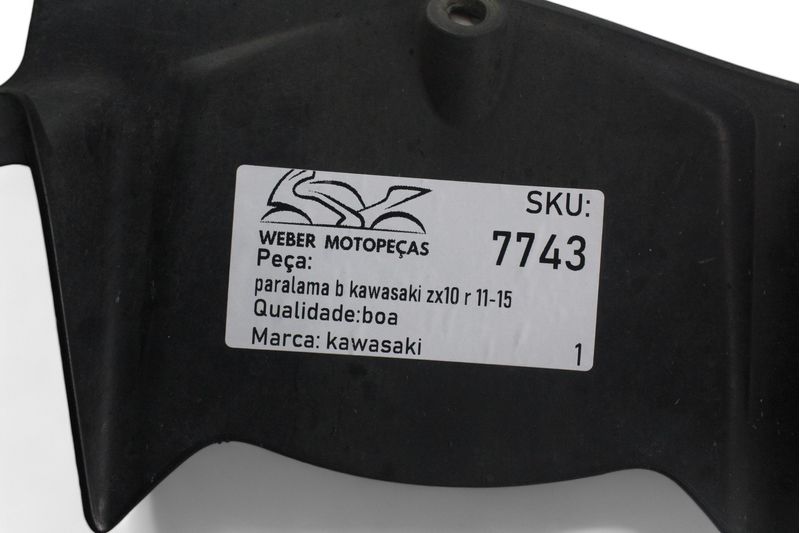 SKU:
7743
WEBER MOTOPEÇAS
Peça:
paralama b kawasaki zx10 r 11-15
Qualidade:boa
Marca: kawasaki
1